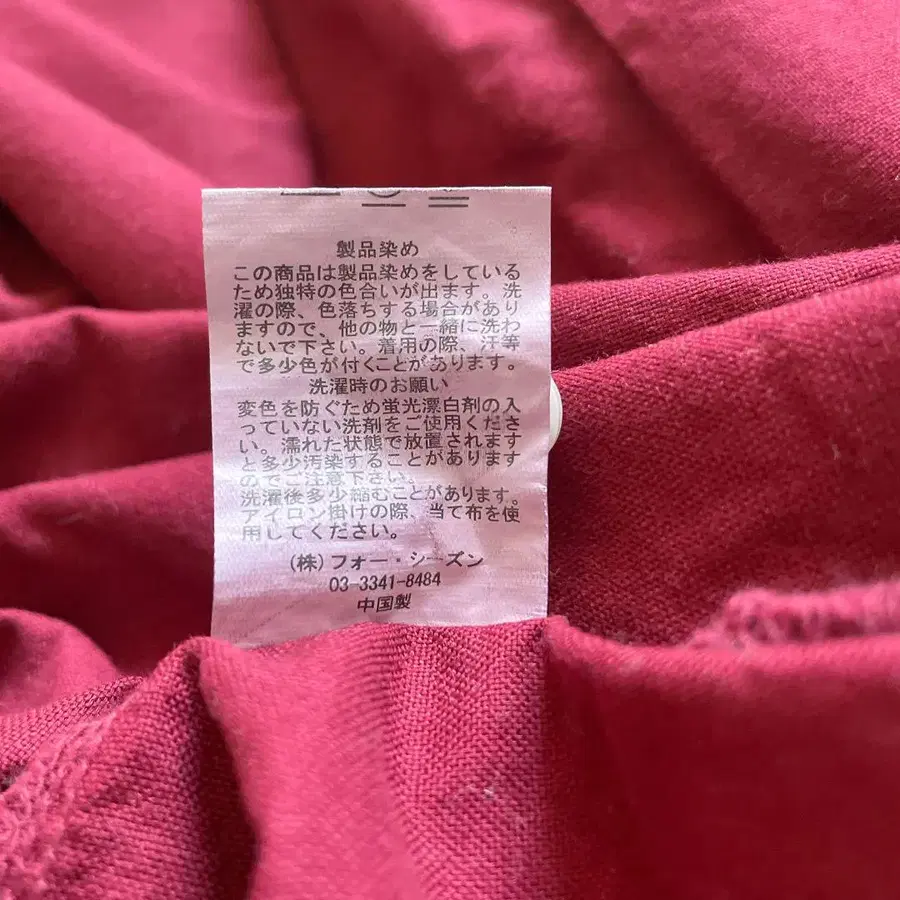 製品染め
この商品は製品染めをしている
ため独特の色合いが出ます。洗
濯の際、色落ちする場合があり
ますので、他の物と一緒に洗わ
ないで下さい。着用の際、汗等
で多少色が付くことがあります。
洗濯時のお願い
変色を防ぐため蛍光漂白剤の入
っていない洗剤をご使用くださ
い。濡れた状態で放置されます
と多少汚染することがあります
のでご注意下さい。
洗濯後多少縮むことがあります。
アイロン掛けの際、当て布を使
用してください。
(株)フォー・シーズン
03-3341-8484
中国製